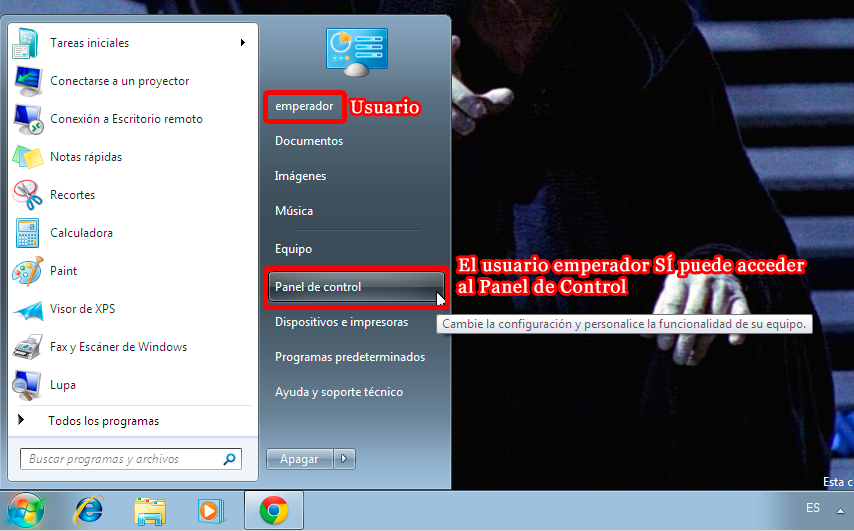 Tareas iniciales
Conectarse a un proyector
Conexión a Escritorio remoto
Notas rápidas
Recortes
Calculadora
Paint
Visor de XPS
Fax y Escáner de Windows
Lupa
Todos los programas
Buscar programas y archivos
emperador
Usuario
Documentos
Imágenes
Música
Equipo
Panel de control
El usuario emperador SÍ puede acceder
al Panel de Control
Cambie la configuración y personalice la funcionalidad de su equipo.
Dispositivos e impresoras
Programas predeterminados
Ayuda y soporte técnico
Apagar
Esta c
ES